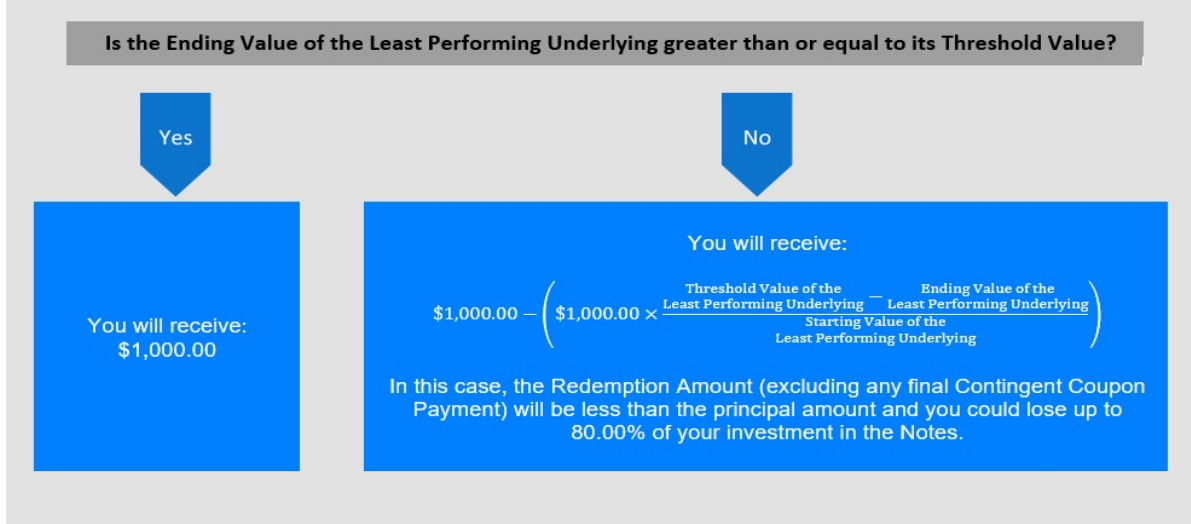 Is the Ending Value of the Least Performing Underlying greater than or equal to its Threshold Value?
Yes
No
You will receive:
$1,000.00
You will receive:
$1,000.00 − ( $1,000.00 × (Threshold Value of the Least Performing Underlying − Ending Value of the Least Performing Underlying) / Starting Value of the Least Performing Underlying )
In this case, the Redemption Amount (excluding any final Contingent Coupon
Payment) will be less than the principal amount and you could lose up to
80.00% of your investment in the Notes.